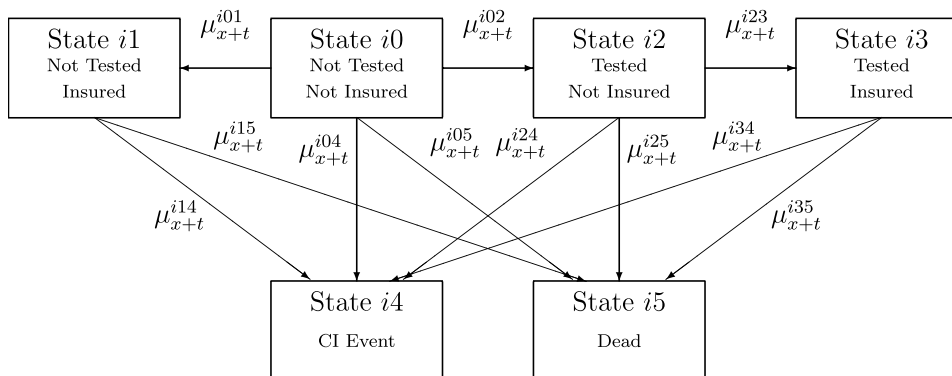 μ^{i01}_{x+t} μ^{i02}_{x+t} μ^{i23}_{x+t}
State i1 State i0 State i2 State i3
Not Tested Not Tested Tested Tested
Insured Not Insured Not Insured Insured
μ^{i15}_{x+t} μ^{i04}_{x+t} μ^{i05}_{x+t} μ^{i24}_{x+t} μ^{i25}_{x+t} μ^{i34}_{x+t}
μ^{i14}_{x+t} μ^{i35}_{x+t}
State i4 State i5
CI Event Dead